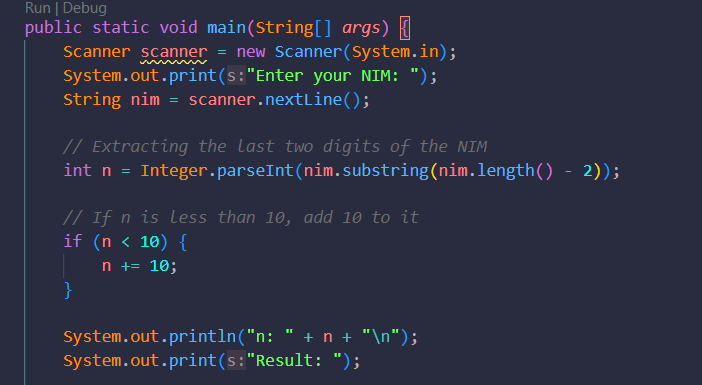 Run | Debug
public static void main(String[] args) {
Scanner scanner = new Scanner(System.in);
System.out.print(s:"Enter your NIM: ");
String nim = scanner.nextLine();
// Extracting the last two digits of the NIM
int n = Integer.parseInt(nim.substring(nim.length() - 2));
// If n is less than 10, add 10 to it
if (n < 10) {
n += 10;
}
System.out.println("n: " + n + "\n");
System.out.print(s:"Result: ");